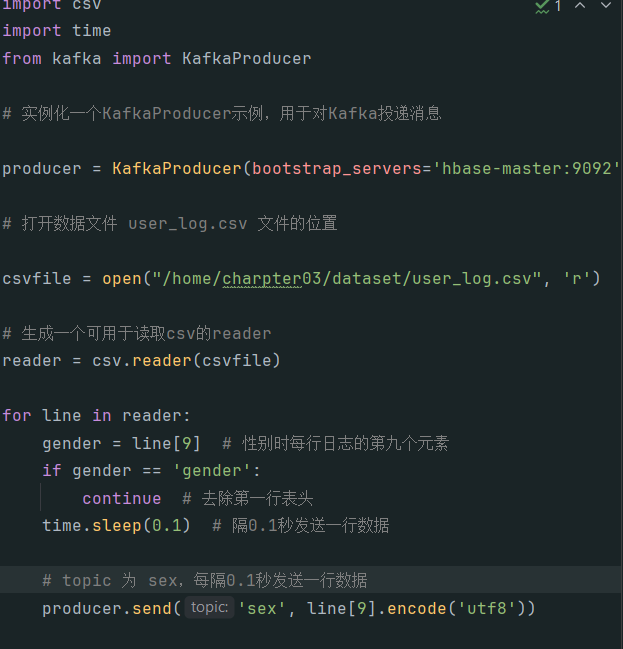 import csv
1
import time
from kafka import KafkaProducer
# 实例化一个KafkaProducer示例，用于对Kafka投递消息
producer = KafkaProducer(bootstrap_servers='hbase-master:9092'
# 打开数据文件 user_log.csv 文件的位置
csvfile = open("/home/charpter03/dataset/user_log.csv", 'r')
# 生成一个可用于读取csv的reader
reader = csv.reader(csvfile)
for line in reader:
gender = line[9]  # 性别时每行日志的第九个元素
if gender == 'gender':
continue  # 去除第一行表头
time.sleep(0.1)  # 隔0.1秒发送一行数据
# topic 为 sex，每隔0.1秒发送一行数据
producer.send( topic: 'sex', line[9].encode('utf8'))